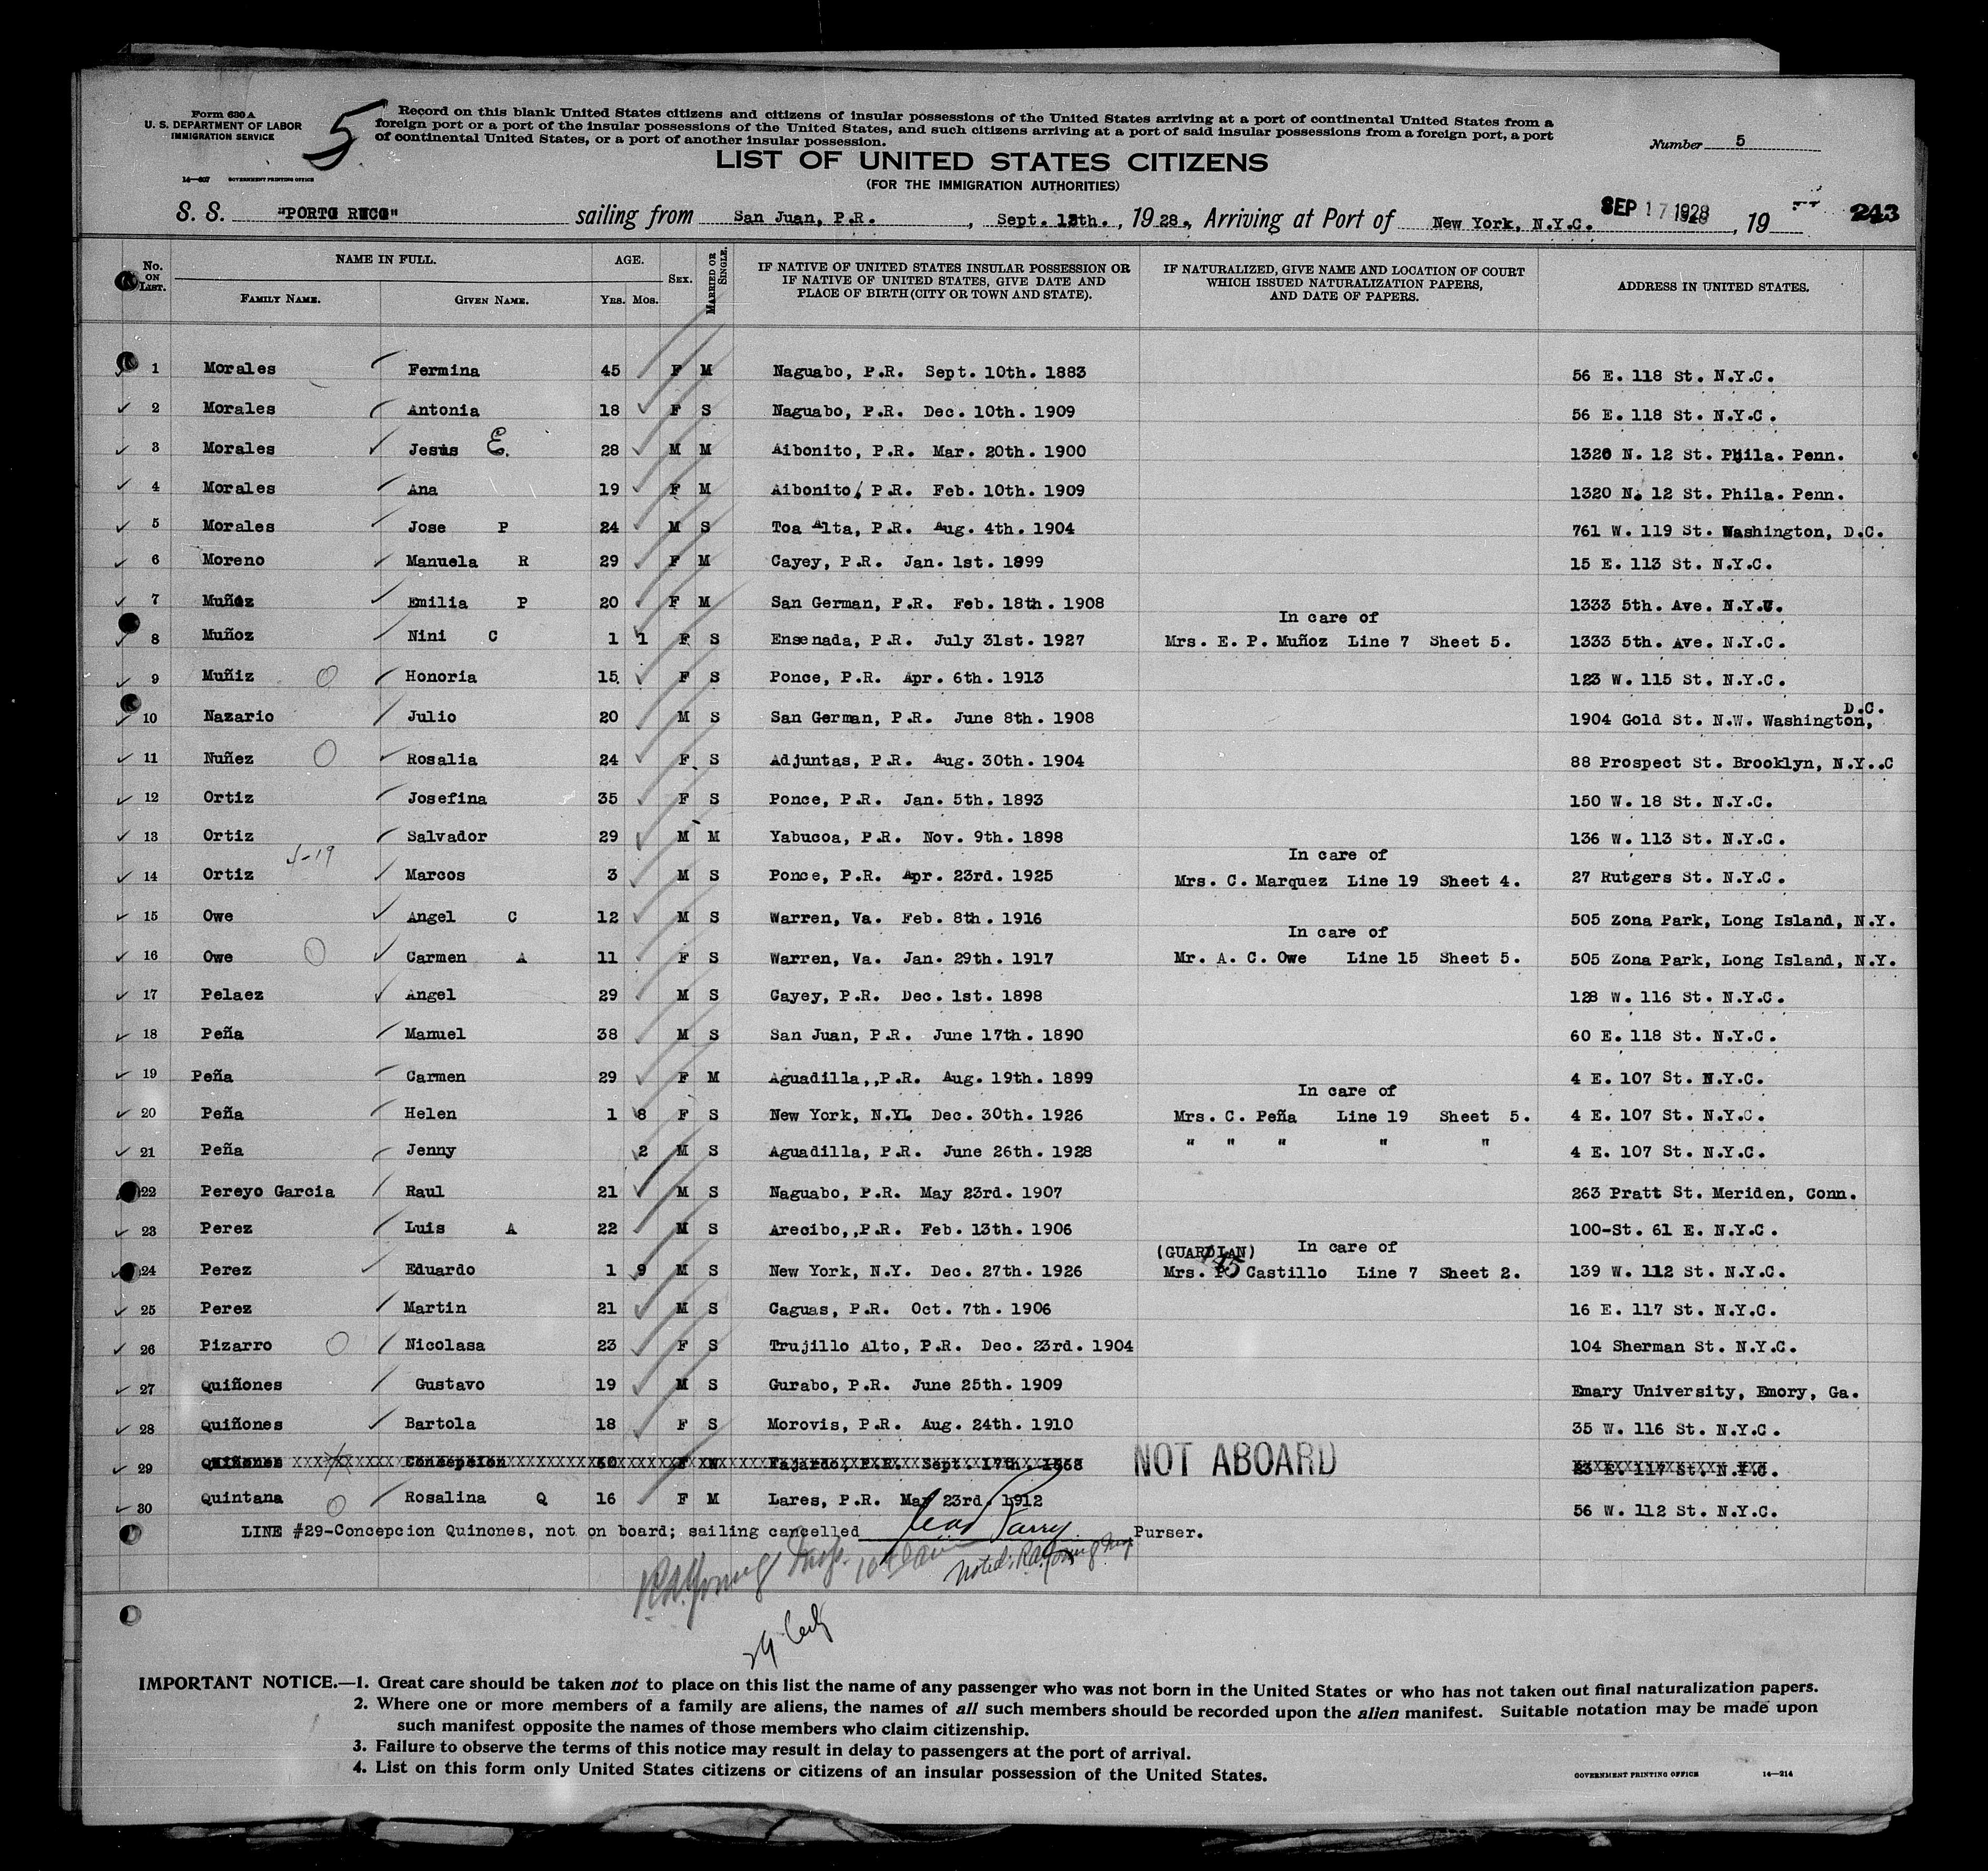 Form 630 A
U. S. DEPARTMENT OF LABOR
IMMIGRATION SERVICE
14—607 GOVERNMENT PRINTING OFFICE
5
Record on this blank United States citizens and citizens of insular possessions of the United States arriving at a port of continental United States from a
foreign port or a port of the insular possessions of the United States, and such citizens arriving at a port of said insular possessions from a foreign port, a port
of continental United States, or a port of another insular possession.
Number 5
LIST OF UNITED STATES CITIZENS
(FOR THE IMMIGRATION AUTHORITIES)
S. S. "PORTO RICO" sailing from San Juan, P.R. , Sept. 13th. , 1928., Arriving at Port of New York, N.Y.C. SEP 17 1928 , 19 243
No. ON LIST. NAME IN FULL. AGE. SEX. MARRIED OR SINGLE. IF NATIVE OF UNITED STATES INSULAR POSSESSION OR IF NATIVE OF UNITED STATES, GIVE DATE AND PLACE OF BIRTH (CITY OR TOWN AND STATE). IF NATURALIZED, GIVE NAME AND LOCATION OF COURT WHICH ISSUED NATURALIZATION PAPERS, AND DATE OF PAPERS. ADDRESS IN UNITED STATES.
FAMILY NAME. GIVEN NAME. YRS. MOS.
1 Morales Fermina 45 F M Naguabo, P.R. Sept. 10th. 1883 56 E. 118 St. N.Y.C.
2 Morales Antonia 18 F S Naguabo, P.R. Dec. 10th. 1909 56 E. 118 St. N.Y.C.
3 Morales Jesus E. 28 M M Aibonito, P.R. Mar. 20th. 1900 1320 N. 12 St. Phila. Penn.
4 Morales Ana 19 F M Aibonito, P.R. Feb. 10th. 1909 1320 N. 12 St. Phila. Penn.
5 Morales Jose P 24 M S Toa Alta, P.R. Aug. 4th. 1904 761 W. 119 St. Washington, D.C.
6 Moreno Manuela R 29 F M Cayey, P.R. Jan. 1st. 1899 15 E. 113 St. N.Y.C.
7 Muñoz Emilia P 20 F M San German, P.R. Feb. 18th. 1908 1333 5th. Ave. N.Y.C.
In care of
8 Muñoz Nini C 1 1 F S Ensenada, P.R. July 31st. 1927 Mrs. E. P. Muñoz Line 7 Sheet 5. 1333 5th. Ave. N.Y.C.
9 Muñiz Honoria 15 F S Ponce, P.R. Apr. 6th. 1913 123 W. 115 St. N.Y.C.
10 Nazario Julio 20 M S San German, P.R. June 8th. 1908 1904 Gold St. N.W. Washington, D.C.
11 Nuñez Rosalia 24 F S Adjuntas, P.R. Aug. 30th. 1904 88 Prospect St. Brooklyn, N.Y..C
12 Ortiz Josefina 35 F S Ponce, P.R. Jan. 5th. 1893 150 W. 18 St. N.Y.C.
13 Ortiz Salvador 29 M M Yabucoa, P.R. Nov. 9th. 1898 136 W. 113 St. N.Y.C.
In care of
14 Ortiz Marcos 3 M S Ponce, P.R. Apr. 23rd. 1925 Mrs. C. Marquez Line 19 Sheet 4. 27 Rutgers St. N.Y.C.
15 Owe Angel C 12 M S Warren, Va. Feb. 8th. 1916 505 Zona Park, Long Island, N.Y.
In care of
16 Owe Carmen A 11 F S Warren, Va. Jan. 29th. 1917 Mr. A. C. Owe Line 15 Sheet 5. 505 Zona Park, Long Island, N.Y.
17 Pelaez Angel 29 M S Cayey, P.R. Dec. 1st. 1898 128 W. 116 St. N.Y.C.
18 Peña Manuel 38 M S San Juan, P.R. June 17th. 1890 60 E. 118 St. N.Y.C.
19 Peña Carmen 29 F M Aguadilla,,P.R. Aug. 19th. 1899 4 E. 107 St. N.Y.C.
In care of
20 Peña Helen 1 8 F S New York, N.Y. Dec. 30th. 1926 Mrs. C. Peña Line 19 Sheet 5. 4 E. 107 St. N.Y.C.
21 Peña Jenny 2 M S Aguadilla, P.R. June 26th. 1928 " " " " " 4 E. 107 St. N.Y.C.
22 Pereyo Garcia Raul 21 M S Naguabo, P.R. May 23rd. 1907 263 Pratt St. Meriden, Conn.
23 Perez Luis A 22 M S Arecibo,,P.R. Feb. 13th. 1906 100-St. 61 E. N.Y.C.
(GUARDIAN) In care of
24 Perez Eduardo 1 9 M S New York, N.Y. Dec. 27th. 1926 Mrs. Castillo Line 7 Sheet 2. 139 W. 112 St. N.Y.C.
25 Perez Martin 21 M S Caguas, P.R. Oct. 7th. 1906 16 E. 117 St. N.Y.C.
26 Pizarro Nicolasa 23 F S Trujillo Alto, P.R. Dec. 23rd. 1904 104 Sherman St. N.Y.C.
27 Quiñones Gustavo 19 M S Gurabo, P.R. June 25th. 1909 Emary University, Emory, Ga.
28 Quiñones Bartola 18 F S Morovis, P.R. Aug. 24th. 1910 35 W. 116 St. N.Y.C.
29 Quiñones Concepcion 60 F Fajardo, P.R. Sept. 17th. 1868 NOT ABOARD 23 E. 117 St. N.Y.C.
30 Quintana Rosalina Q 16 F M Lares, P.R. May 23rd. 1912 56 W. 112 St. N.Y.C.
LINE #29-Concepcion Quinones, not on board; sailing cancelled Purser.
IMPORTANT NOTICE.—1. Great care should be taken not to place on this list the name of any passenger who was not born in the United States or who has not taken out final naturalization papers.
2. Where one or more members of a family are aliens, the names of all such members should be recorded upon the alien manifest. Suitable notation may be made upon
such manifest opposite the names of those members who claim citizenship.
3. Failure to observe the terms of this notice may result in delay to passengers at the port of arrival.
4. List on this form only United States citizens or citizens of an insular possession of the United States.
GOVERNMENT PRINTING OFFICE 14—214